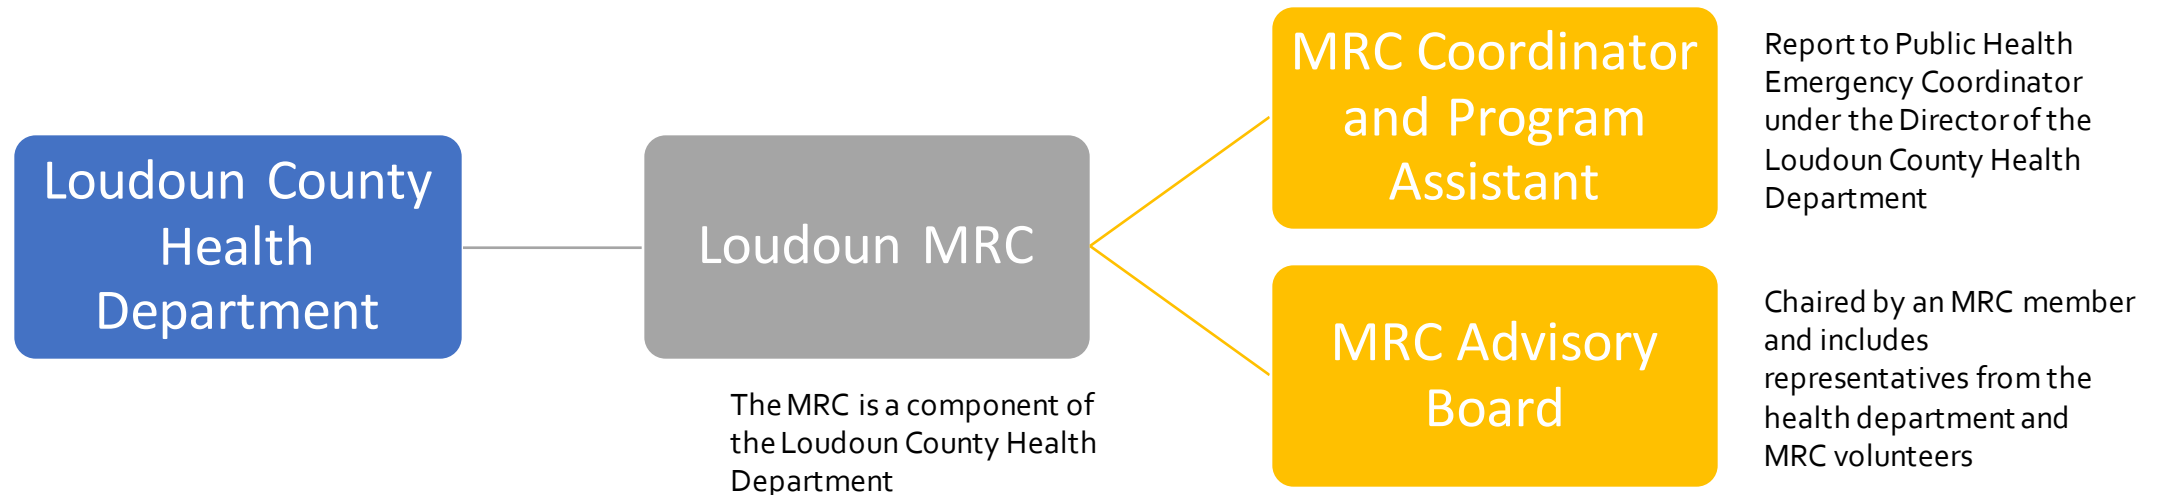 Loudoun County
Health
Department
Loudoun MRC
The MRC is a component of
the Loudoun County Health
Department
MRC Coordinator
and Program
Assistant
Report to Public Health
Emergency Coordinator
under the Director of the
Loudoun County Health
Department
MRC Advisory
Board
Chaired by an MRC member
and includes
representatives from the
health department and
MRC volunteers